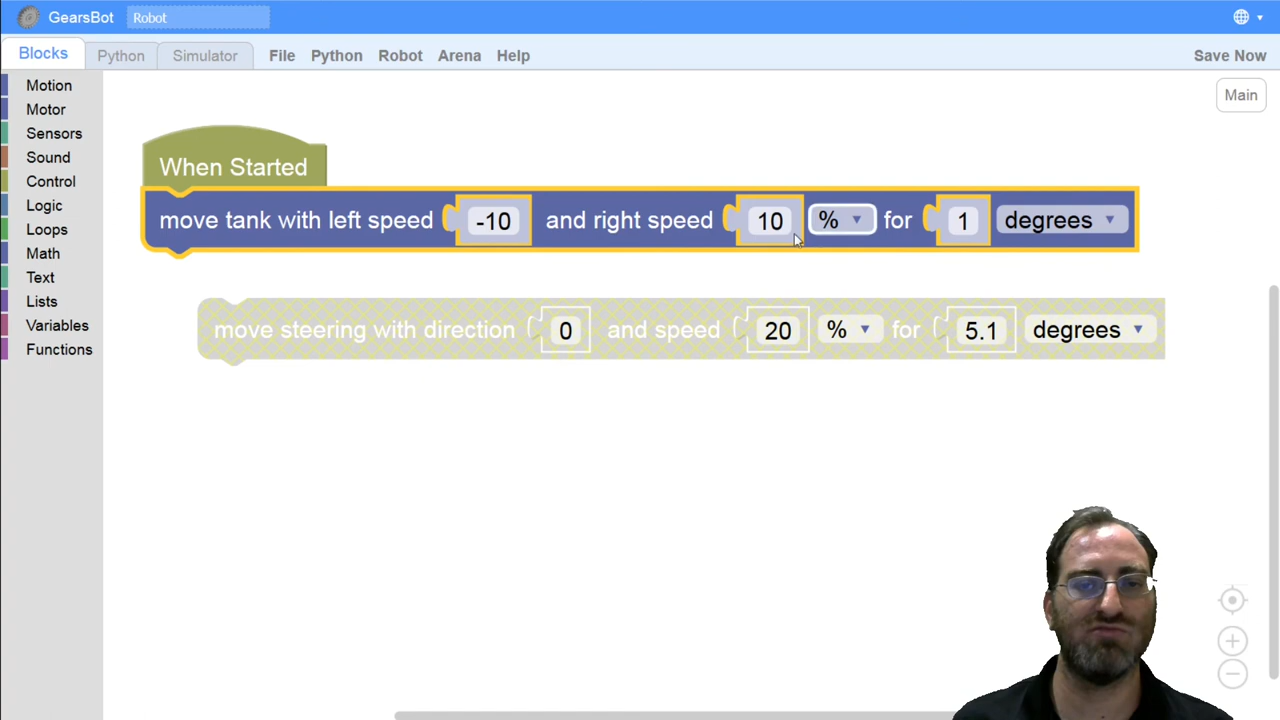 GearsBot Robot
Blocks Python Simulator File Python Robot Arena Help Save Now
Motion
Motor
Sensors
Sound
Control
Logic
Loops
Math
Text
Lists
Variables
Functions
Main
When Started
move tank with left speed -10 and right speed 10 % for 1 degrees
move steering with direction 0 and speed 20 % for 5.1 degrees